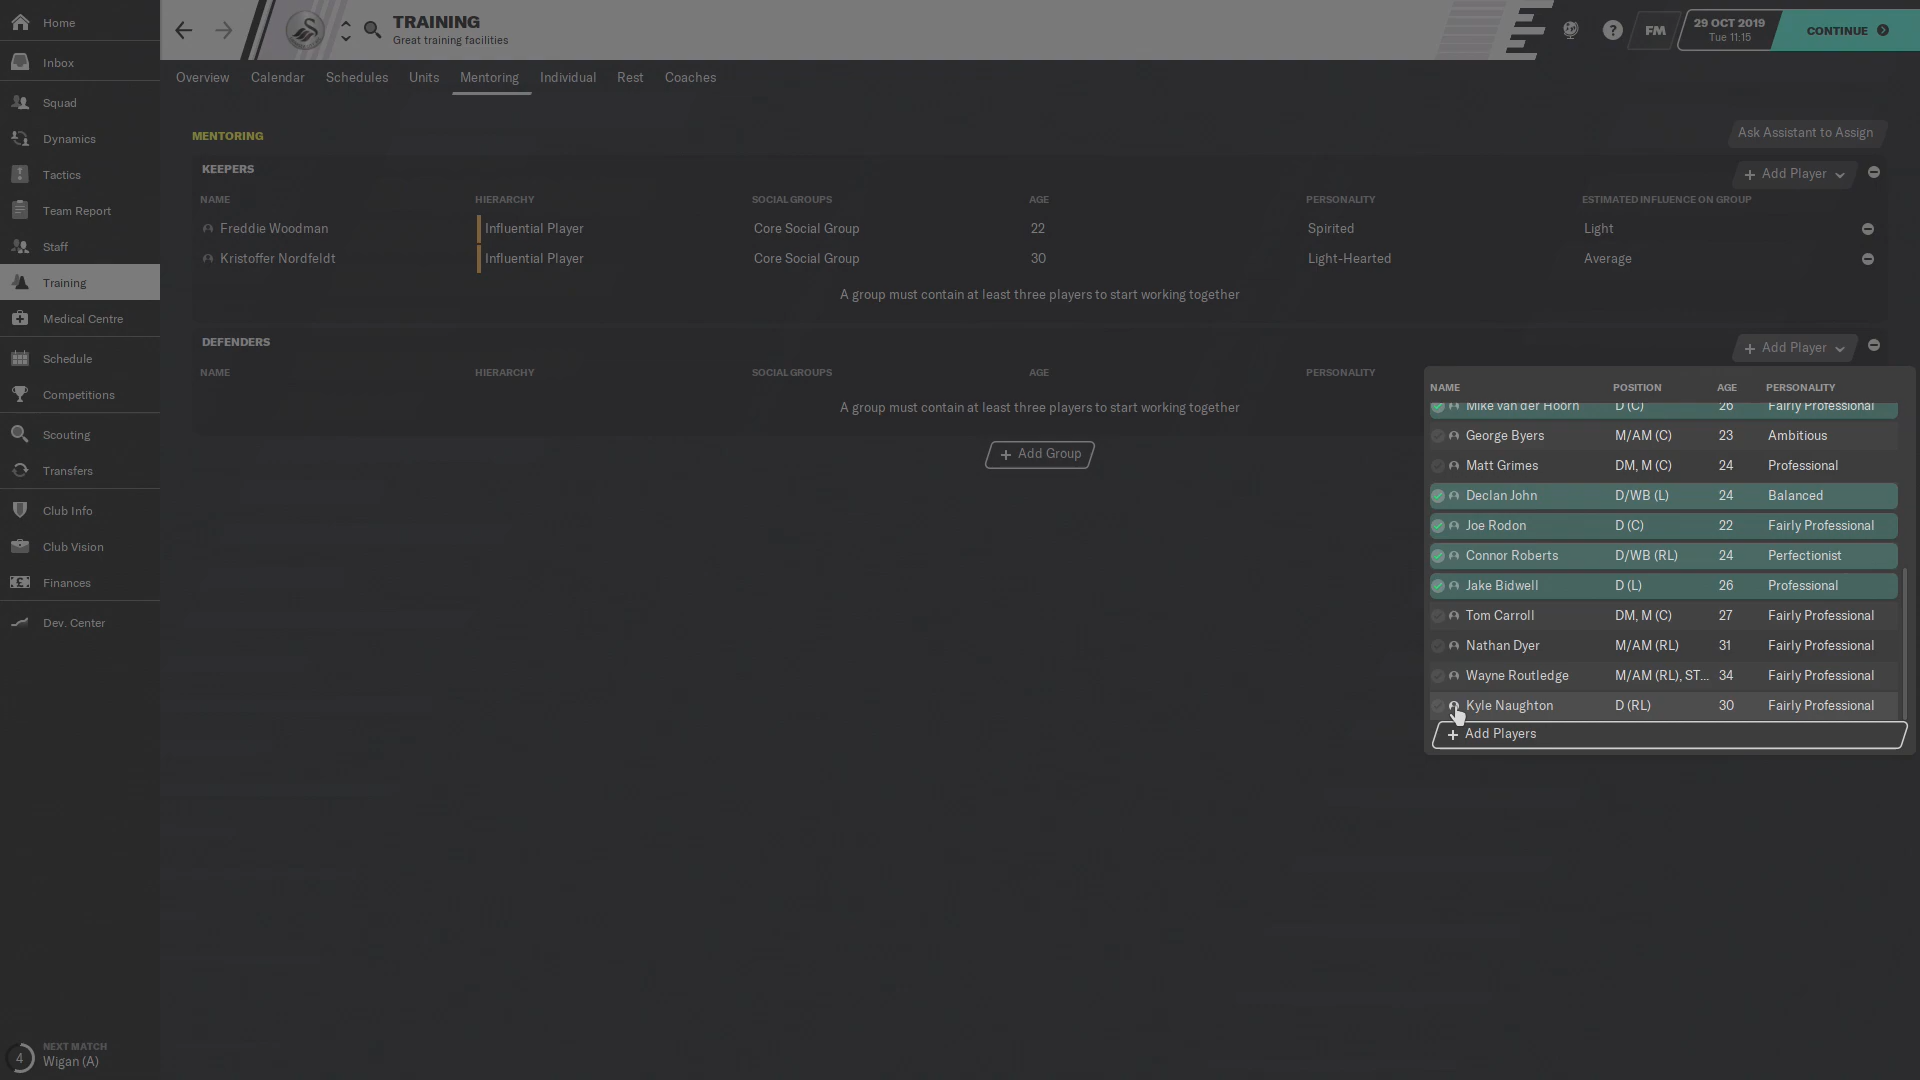 Home
Inbox
Squad
Dynamics
Tactics
Team Report
Staff
Training
Medical Centre
Schedule
Competitions
Scouting
Transfers
Club Info
Club Vision
Finances
Dev. Center
4
NEXT MATCH
Wigan (A)
TRAINING
Great training facilities
?
FM
29 OCT 2019
Tue 11:15
CONTINUE
Overview Calendar Schedules Units Mentoring Individual Rest Coaches
MENTORING
Ask Assistant to Assign
KEEPERS
+ Add Player
NAME HIERARCHY SOCIAL GROUPS AGE PERSONALITY ESTIMATED INFLUENCE ON GROUP
Freddie Woodman Influential Player Core Social Group 22 Spirited Light
Kristoffer Nordfeldt Influential Player Core Social Group 30 Light-Hearted Average
A group must contain at least three players to start working together
DEFENDERS
+ Add Player
NAME HIERARCHY SOCIAL GROUPS AGE PERSONALITY
A group must contain at least three players to start working together
+ Add Group
NAME POSITION AGE PERSONALITY
Mike van der Hoorn D (C) 26 Fairly Professional
George Byers M/AM (C) 23 Ambitious
Matt Grimes DM, M (C) 24 Professional
Declan John D/WB (L) 24 Balanced
Joe Rodon D (C) 22 Fairly Professional
Connor Roberts D/WB (RL) 24 Perfectionist
Jake Bidwell D (L) 26 Professional
Tom Carroll DM, M (C) 27 Fairly Professional
Nathan Dyer M/AM (RL) 31 Fairly Professional
Wayne Routledge M/AM (RL), ST... 34 Fairly Professional
Kyle Naughton D (RL) 30 Fairly Professional
+ Add Players